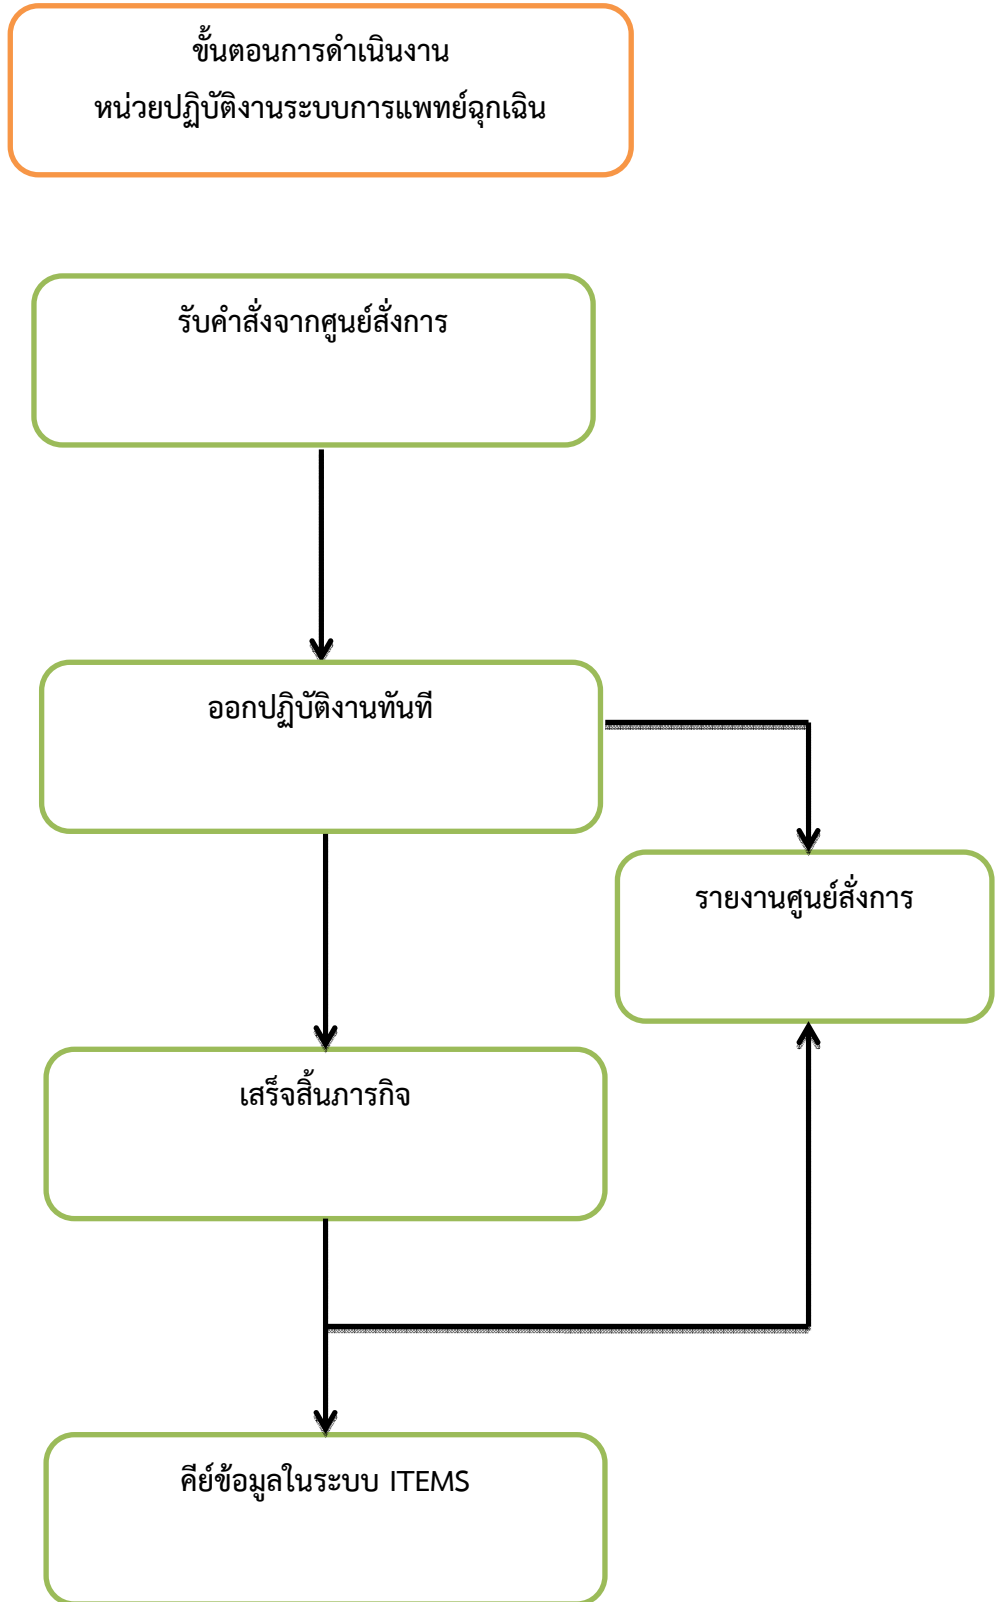 ขั้นตอนการดำเนินงาน
หน่วยปฏิบัติงานระบบการแพทย์ฉุกเฉิน
รับคำสั่งจากศูนย์สั่งการ
ออกปฏิบัติงานทันที
รายงานศูนย์สั่งการ
เสร็จสิ้นภารกิจ
คีย์ข้อมูลในระบบ ITEMS